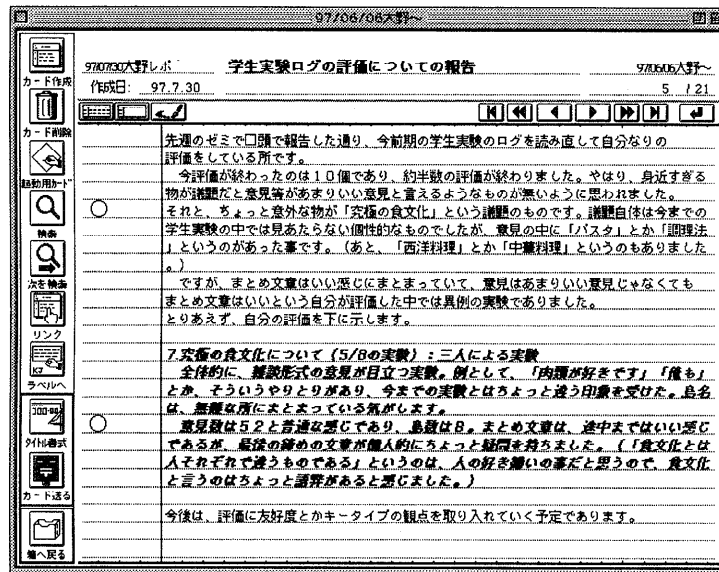 97/06/06大野～
97/07/30大野レポ
学生実験ログの評価についての報告
97/06/06大野～
作成日: 97.7.30
5 / 21
カード作成
カード削除
起動用カード
検索
次を検索
リンク
ラベルへ
タイトル書式
カード送る
箱へ戻る
先週のゼミで口頭で報告した通り、今前期の学生実験のログを読み直して自分なりの
評価をしている所です。
今評価が終わったのは１０個であり、約半数の評価が終わりました。やはり、身近すぎる
物が議題だと意見等があまりいい意見と言えるようなものが無いように思われました。
それと、ちょっと意外な物が「究極の食文化」という議題のものです。議題自体は今までの
学生実験の中では見あたらない個性的なものでしたが、意見の中に「パスタ」とか「調理法
」というのがあった事です。（あと、「西洋料理」とか「中華料理」というのもありました
。）
ですが、まとめ文章はいい感じにまとまっていて、意見はあまりいい意見じゃなくても
まとめ文章はいいという自分が評価した中では異例の実験でありました。
とりあえず、自分の評価を下に示します。
7.究極の食文化について（5/8の実験）：三人による実験
全体的に、雑談形式の意見が目立つ実験。例として、「肉類が好きです」「俺も」
とか、そういうやりとりがあり、今までの実験とはちょっと違う印象を受けた。島名
は、無難な所にまとまっている気がします。
意見数は５２と普通な感じであり、島数は８。まとめ文章は、途中まではいい感じ
であるが、最後の締めの文章が個人的にちょっと疑問を持ちました。（「食文化とは
人それぞれで違うものである」というのは、人の好き嫌いの事だと思うので、食文化
と言うのはちょっと語弊があると感じました。）
今後は、評価に友好度とかキータイプの観点を取り入れていく予定であります。